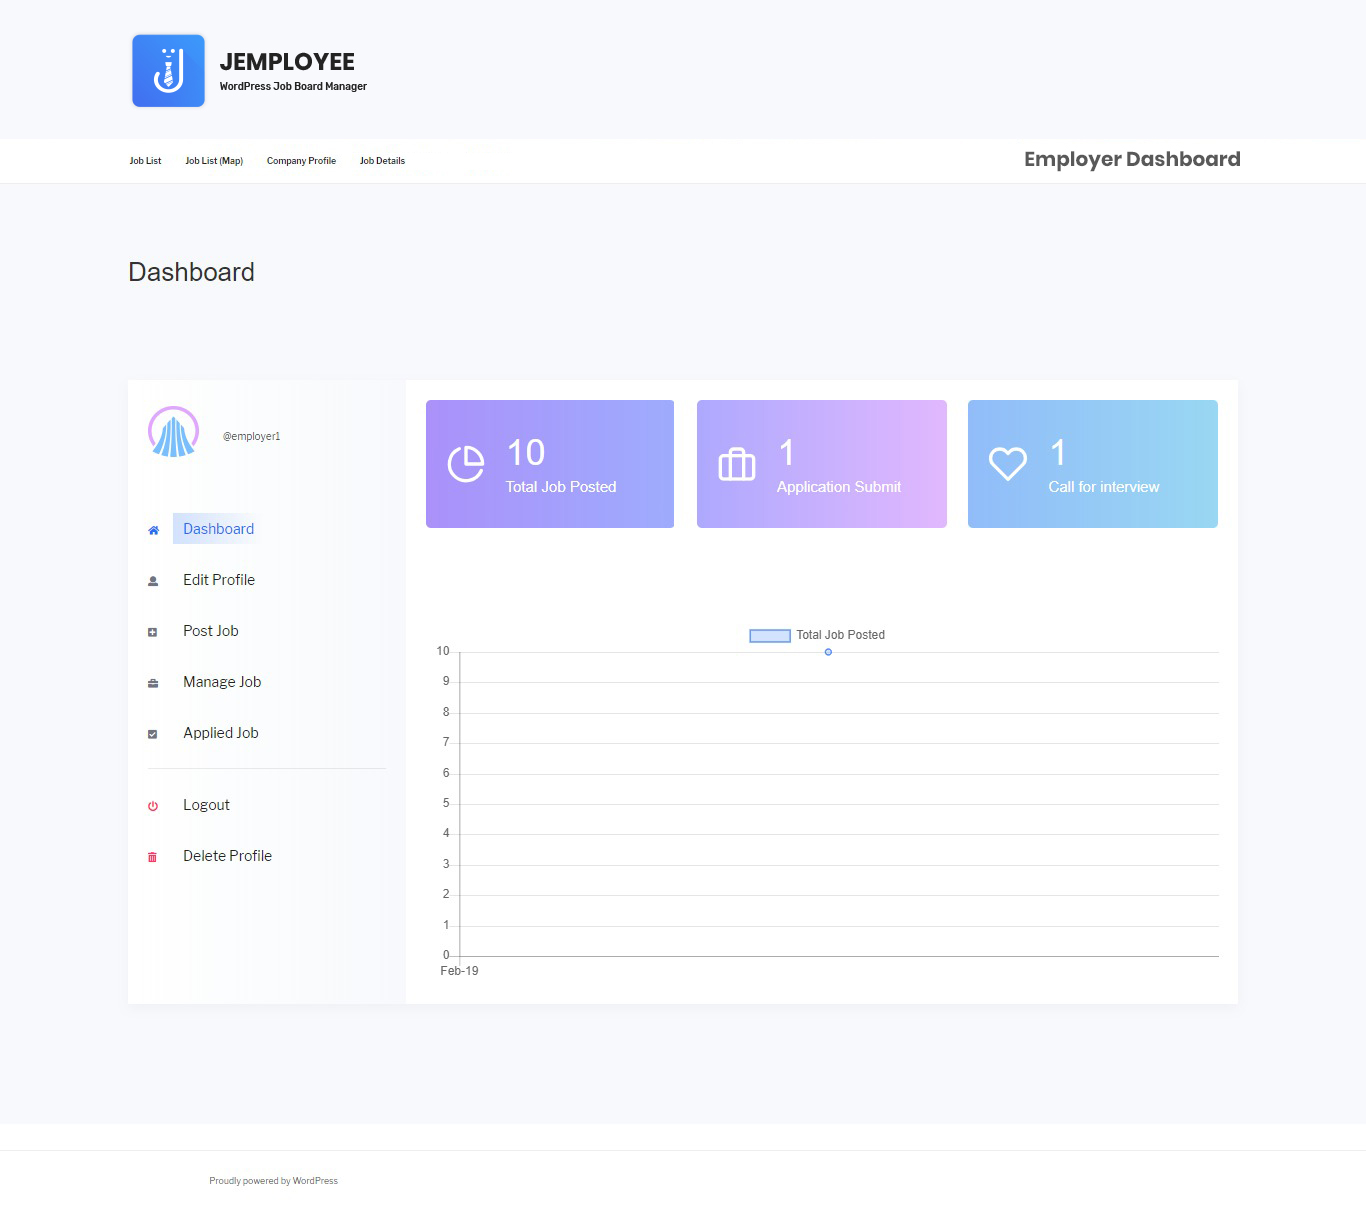 JEMPLOYEE
WordPress Job Board Manager
Job List
Job List (Map)
Company Profile
Job Details
Employer Dashboard
Dashboard
@employer1
Dashboard
Edit Profile
Post Job
Manage Job
Applied Job
Logout
Delete Profile
10
Total Job Posted
1
Application Submit
1
Call for interview
Total Job Posted
10
9
8
7
6
5
4
3
2
1
0
Feb-19
Proudly powered by WordPress